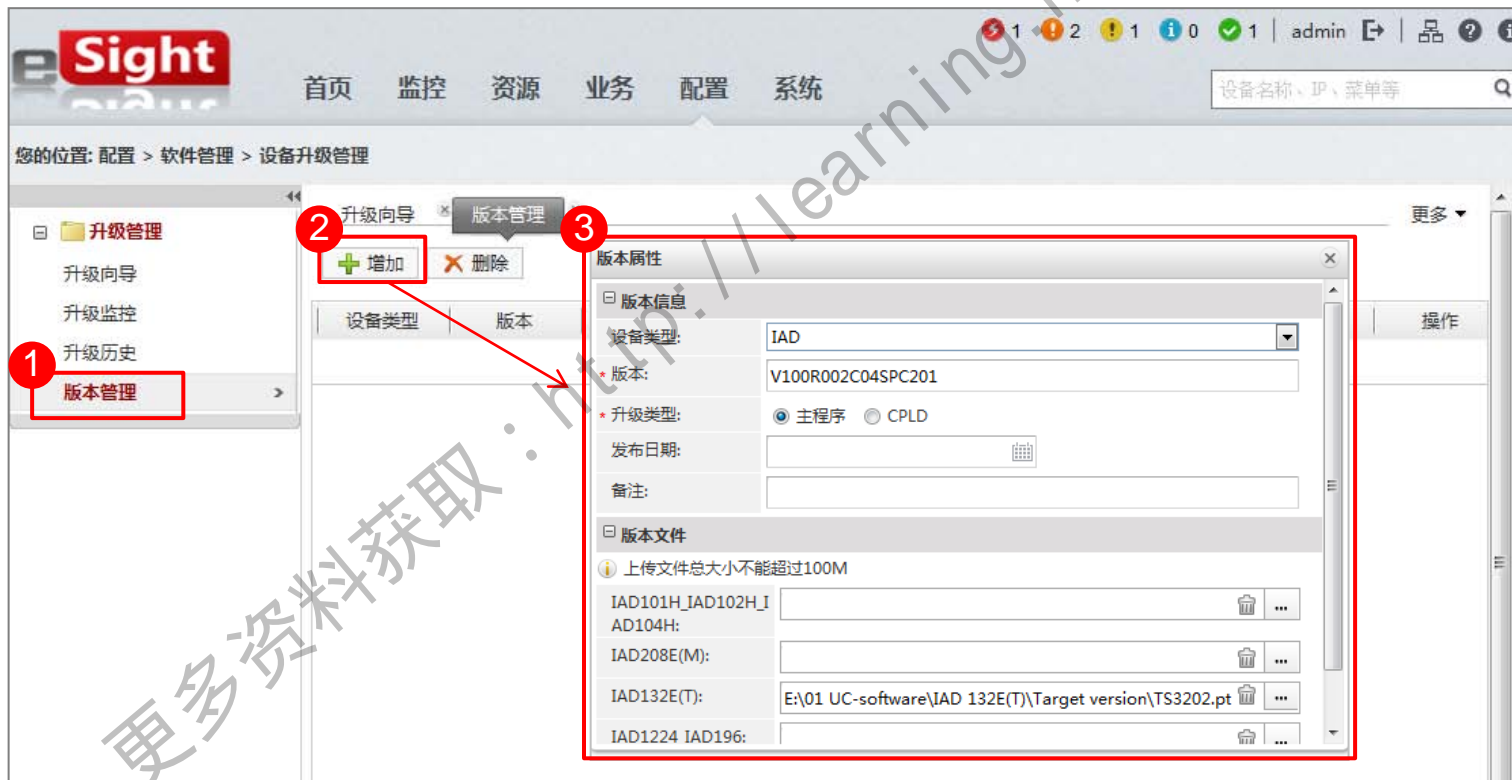 eSight
1 2 1 0 1 | admin
首页 监控 资源 业务 配置 系统
设备名称、IP、菜单等
您的位置: 配置 > 软件管理 > 设备升级管理
升级管理
升级向导
升级监控
升级历史
版本管理
1
升级向导 版本管理 更多
2
增加 删除
设备类型 版本 操作
3
版本属性
版本信息
设备类型: IAD
* 版本: V100R002C04SPC201
* 升级类型: 主程序 CPLD
发布日期:
备注:
版本文件
上传文件总大小不能超过100M
IAD101H_IAD102H_I
AD104H:
IAD208E(M):
IAD132E(T): E:\01 UC-software\IAD 132E(T)\Target version\TS3202.pt
IAD1224 IAD196:
更多资料获取：http://learning